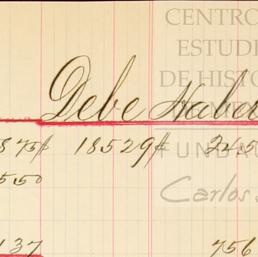 CENTRO
ESTUDI
DE HISTO
Debe Haber
875¢ 18529¢ 245
FUNDA
550
Carlos
137 756